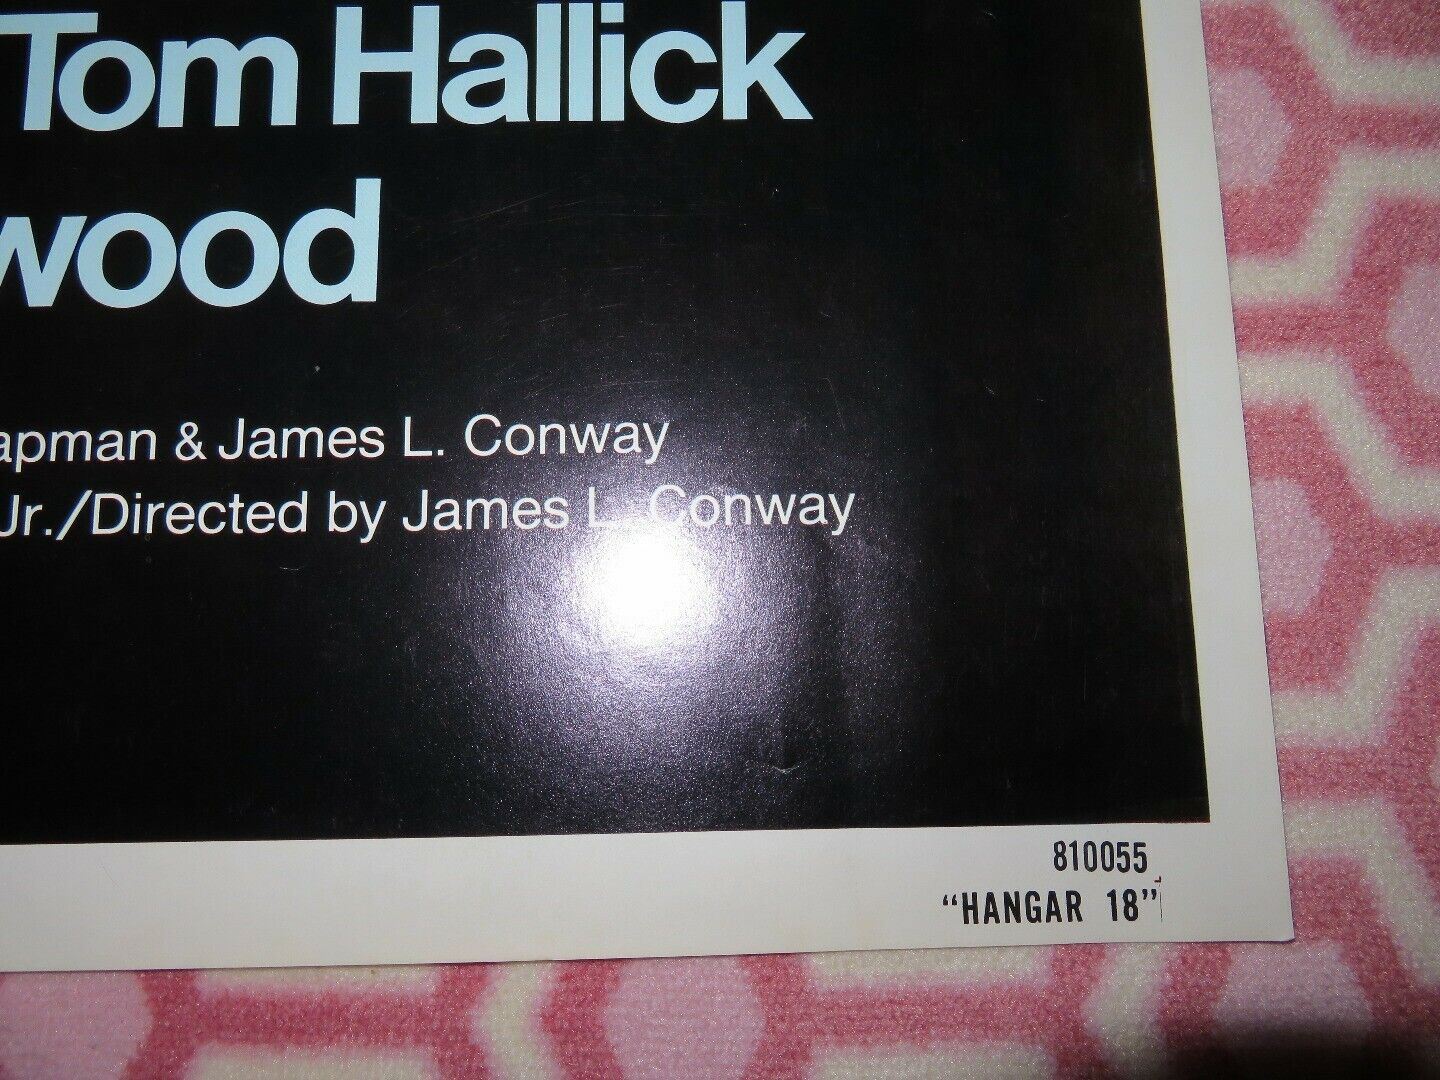 Tom Hallick
wood
apman & James L. Conway
Jr./Directed by James L. Conway
810055
“HANGAR 18”